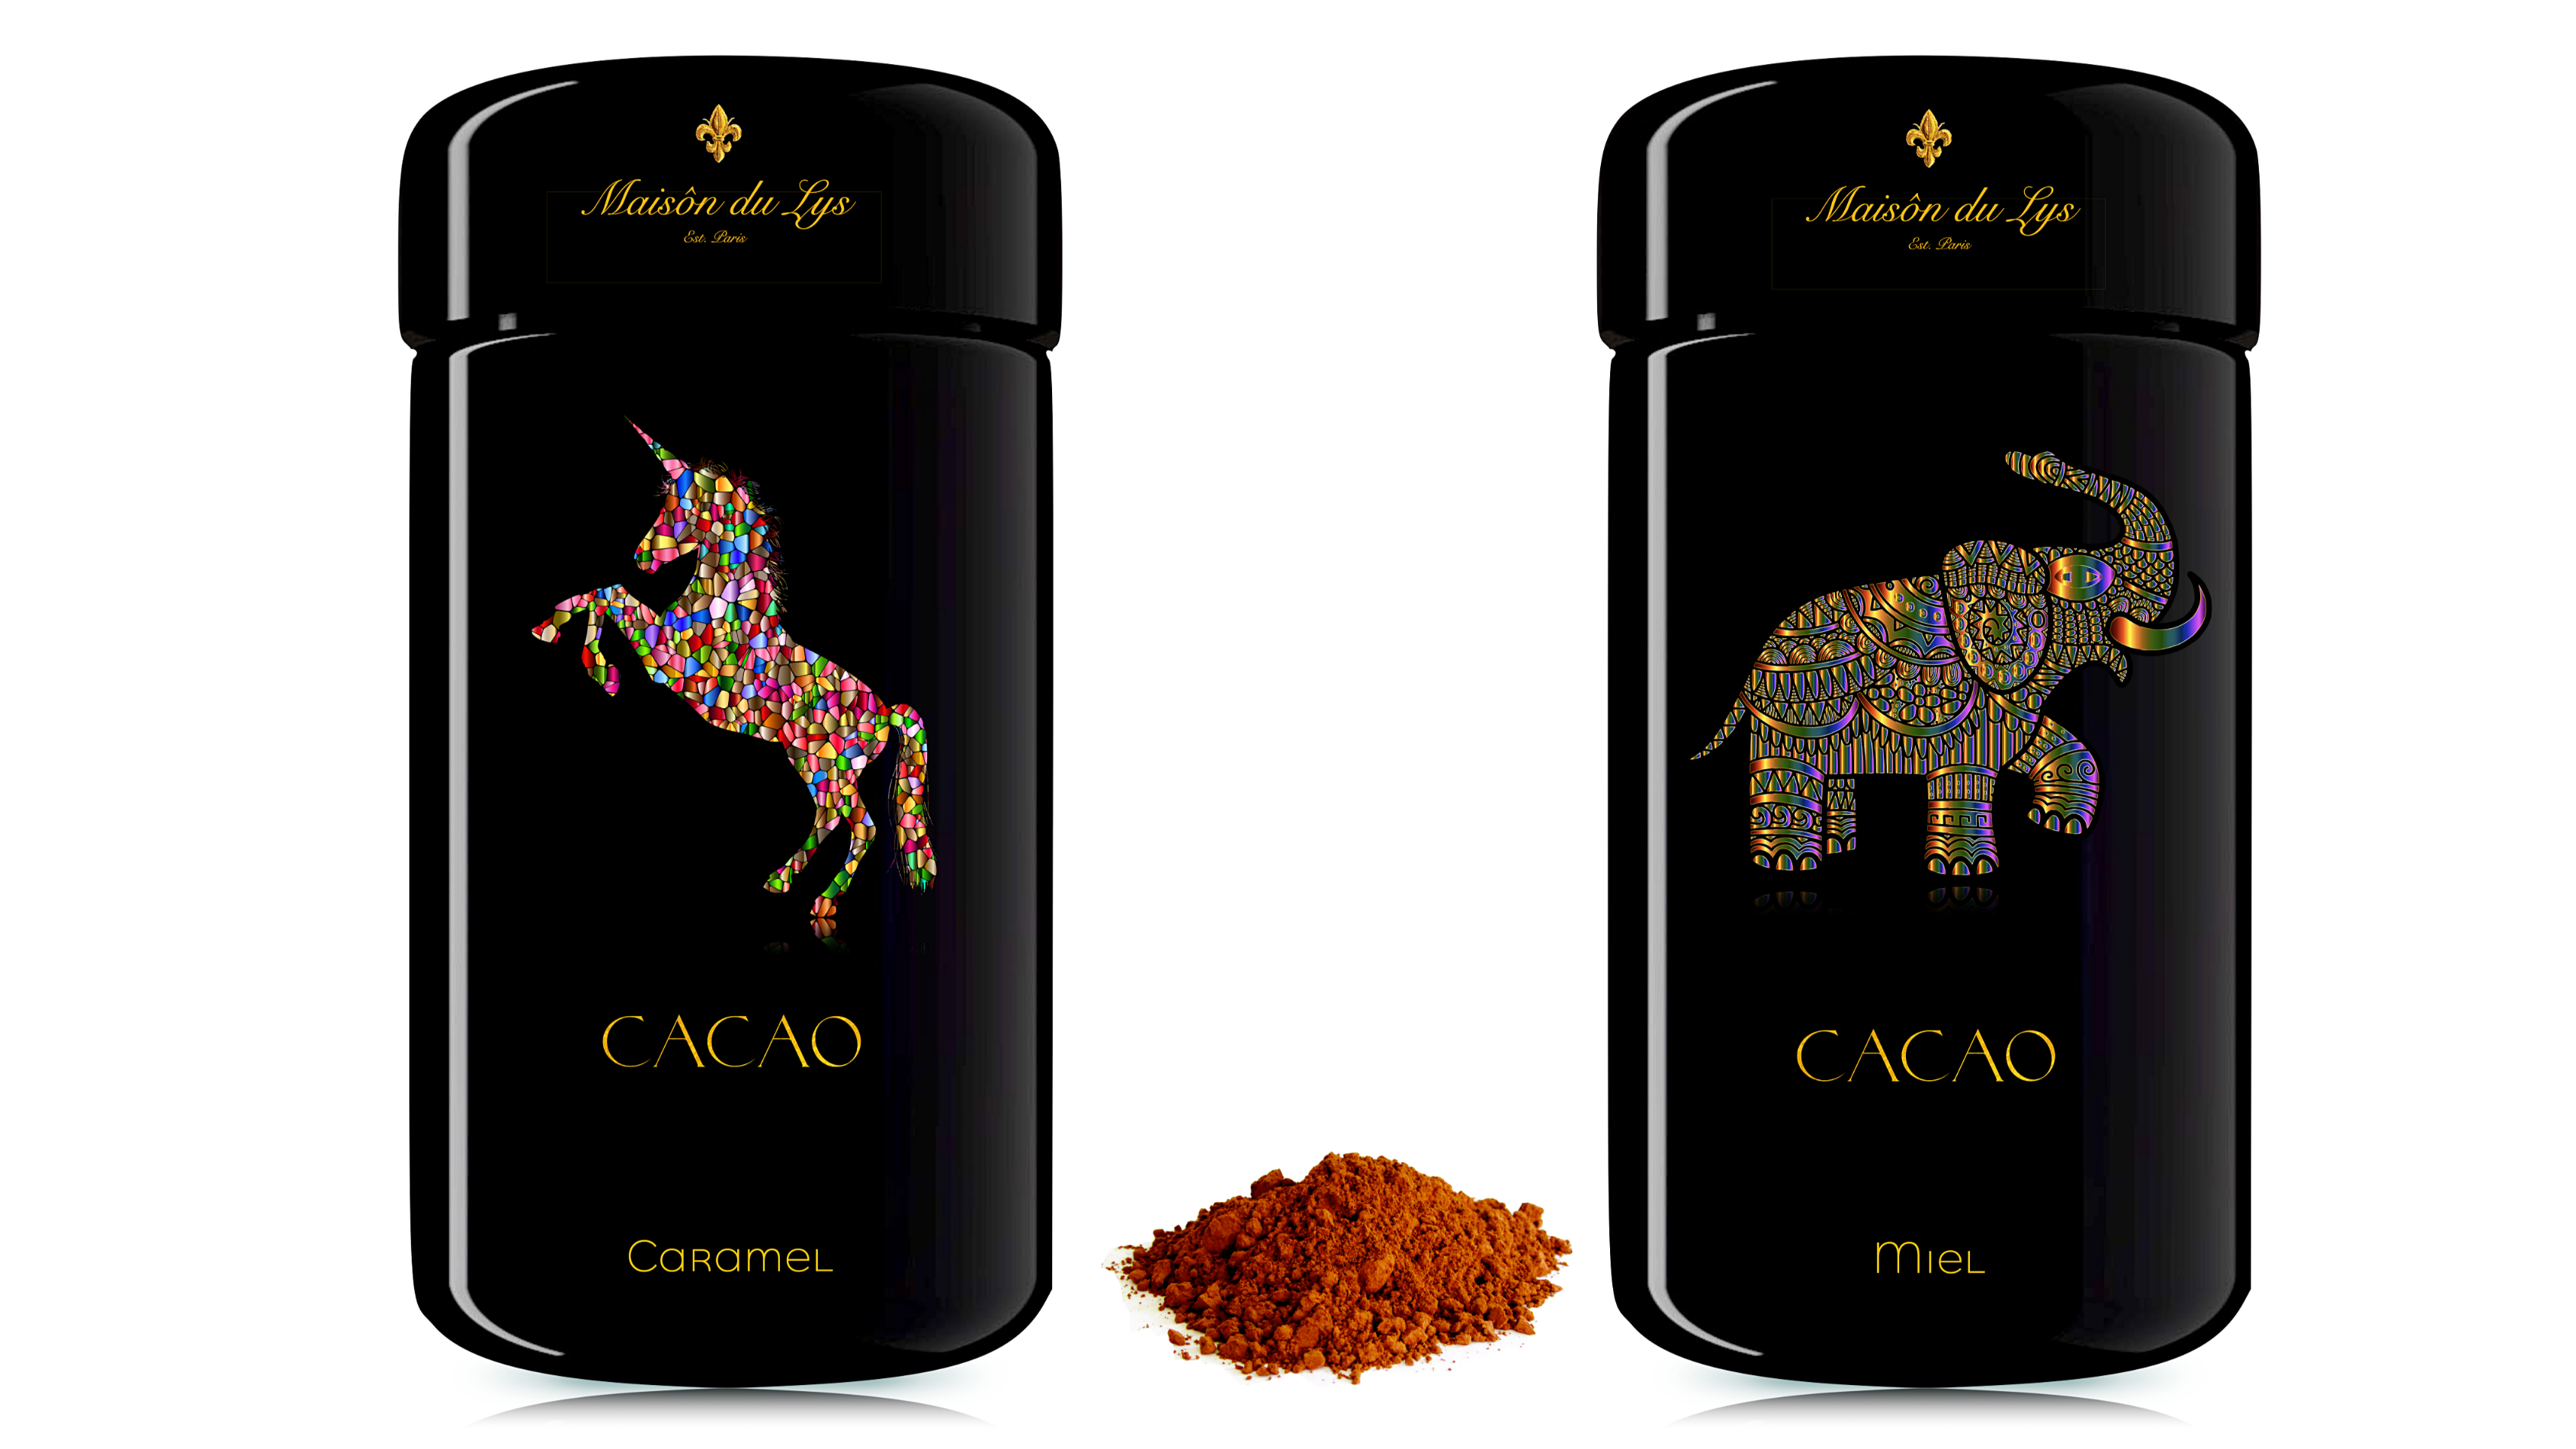 Maisôn du Lys
Est. Paris
CACAO
Caramel
Maisôn du Lys
Est. Paris
CACAO
Miel